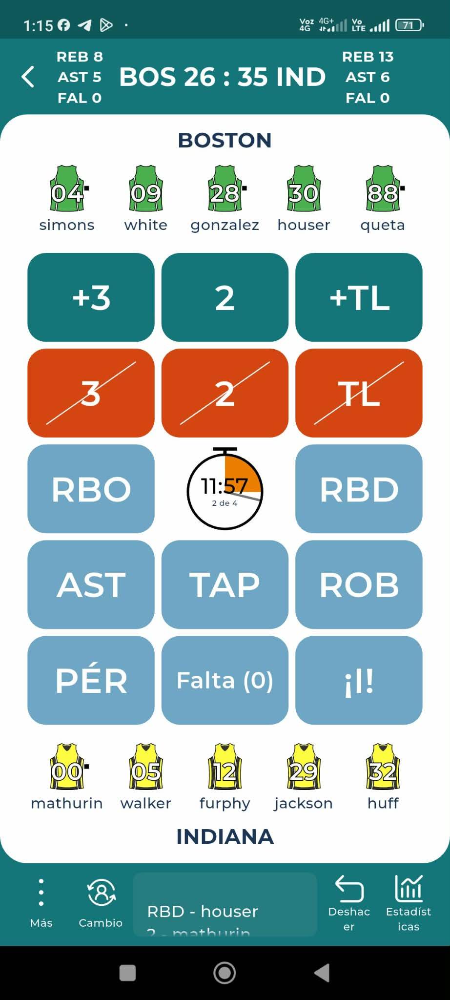 1:15
Voz 4G 4G+ Vo LTE 71
REB 8
AST 5
FAL 0
BOS 26 : 35 IND
REB 13
AST 6
FAL 0
BOSTON
04 09 28 30 88
simons white gonzalez houser queta
+3 2 +TL
3 2 TL
RBO
11:57
2 de 4
RBD
AST TAP ROB
PÉR Falta (0) ¡I!
00 05 12 29 32
mathurin walker furphy jackson huff
INDIANA
Más
Cambio
RBD - houser
2 - mathurin
Deshac
er
Estadíst
icas